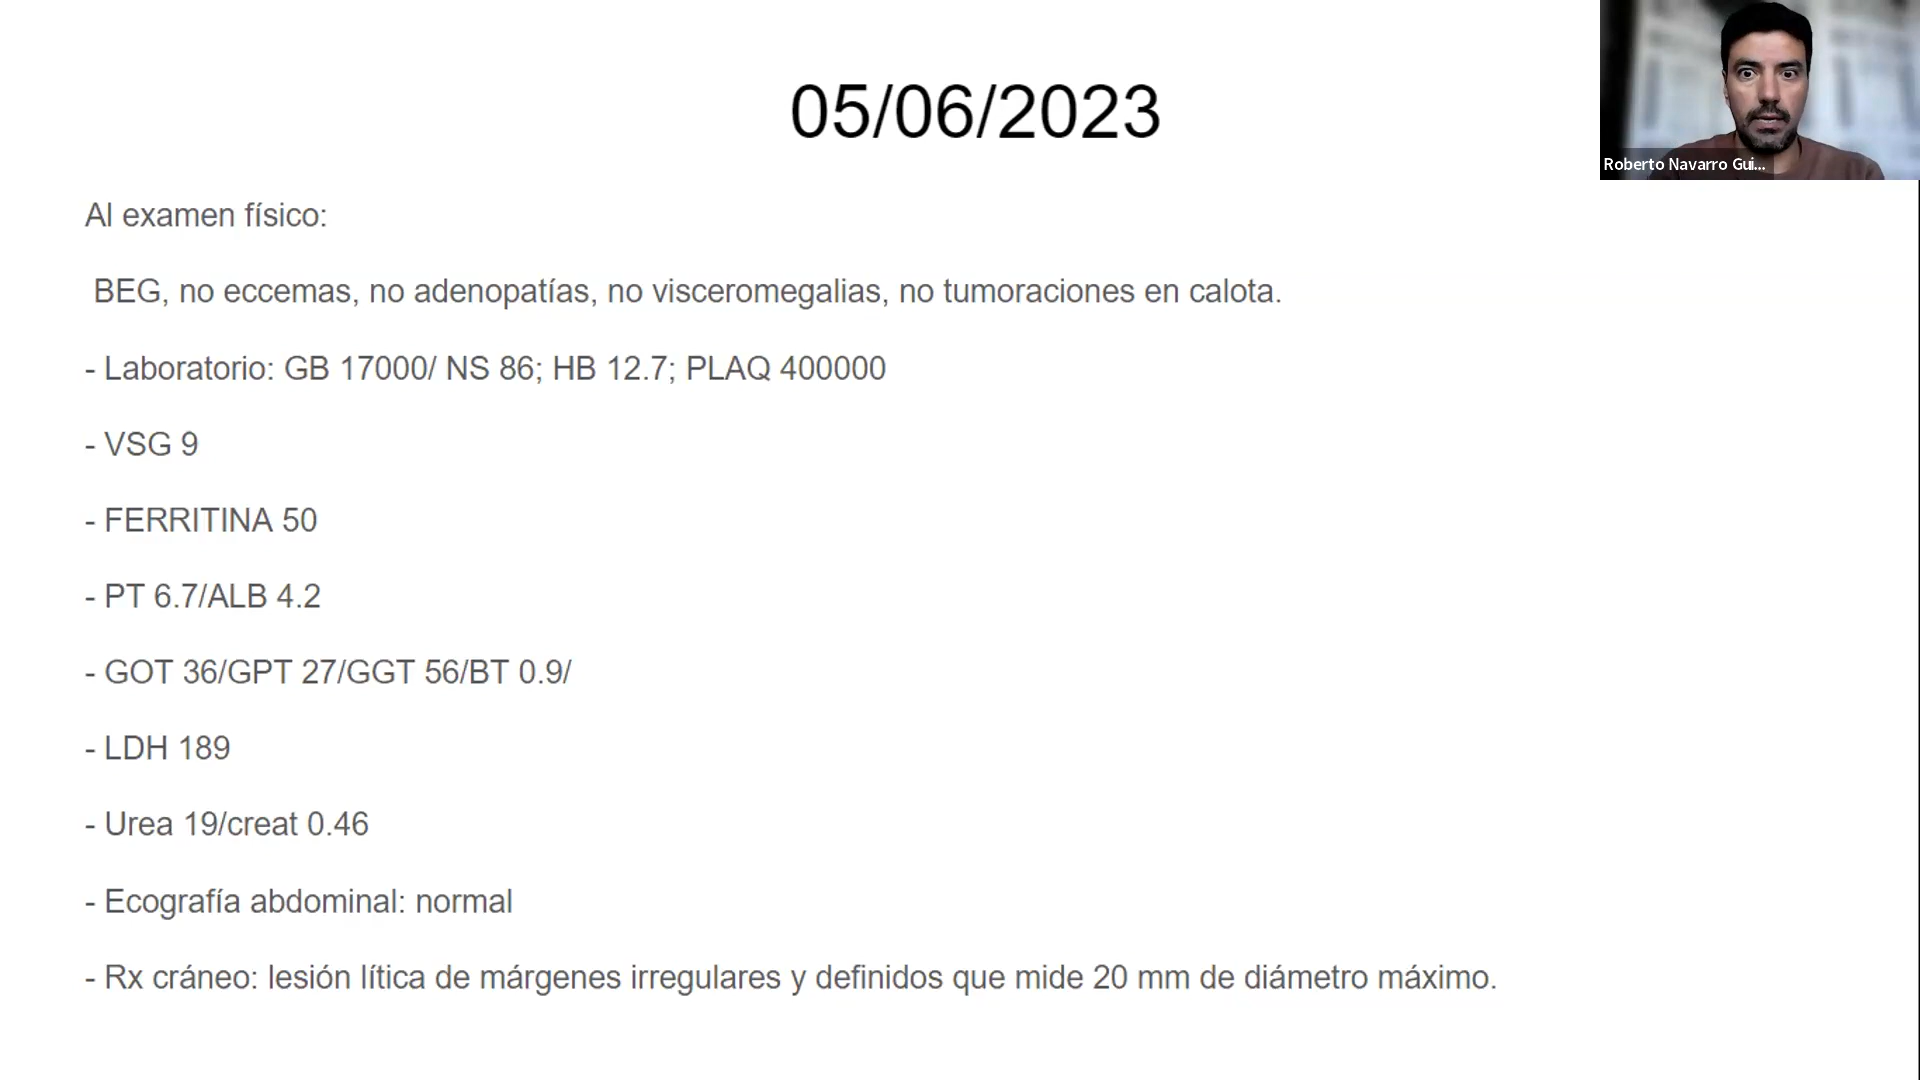 05/06/2023
Roberto Navarro Gui...
Al examen físico:
BEG, no eccemas, no adenopatías, no visceromegalias, no tumoraciones en calota.
- Laboratorio: GB 17000/ NS 86; HB 12.7; PLAQ 400000
- VSG 9
- FERRITINA 50
- PT 6.7/ALB 4.2
- GOT 36/GPT 27/GGT 56/BT 0.9/
- LDH 189
- Urea 19/creat 0.46
- Ecografía abdominal: normal
- Rx cráneo: lesión lítica de márgenes irregulares y definidos que mide 20 mm de diámetro máximo.